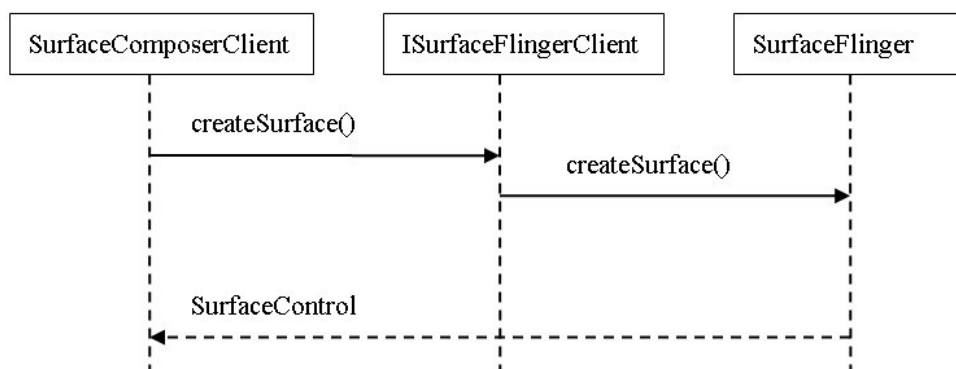 SurfaceComposerClient
ISurfaceFlingerClient
SurfaceFlinger
createSurface()
createSurface()
SurfaceControl